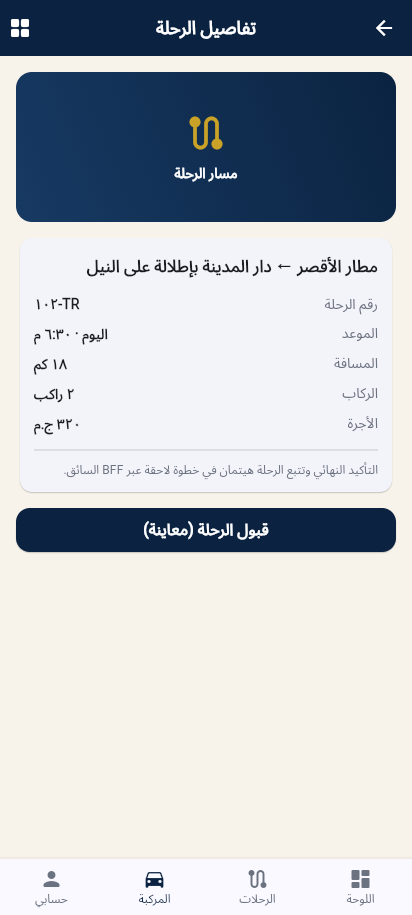 تفاصيل الرحلة
مسار الرحلة
مطار الأقصر ← دار المدينة بإطلالة على النيل
رقم الرحلة
TR-١٠٢
الموعد
اليوم · ٦:٣٠ م
المسافة
١٨ كم
الركاب
٢ راكب
الأجرة
٣٢٠ ج.م
التأكيد النهائي وتتبع الرحلة هيتمان في خطوة لاحقة عبر BFF السائق.
قبول الرحلة (معاينة)
اللوحة
الرحلات
المركبة
حسابي